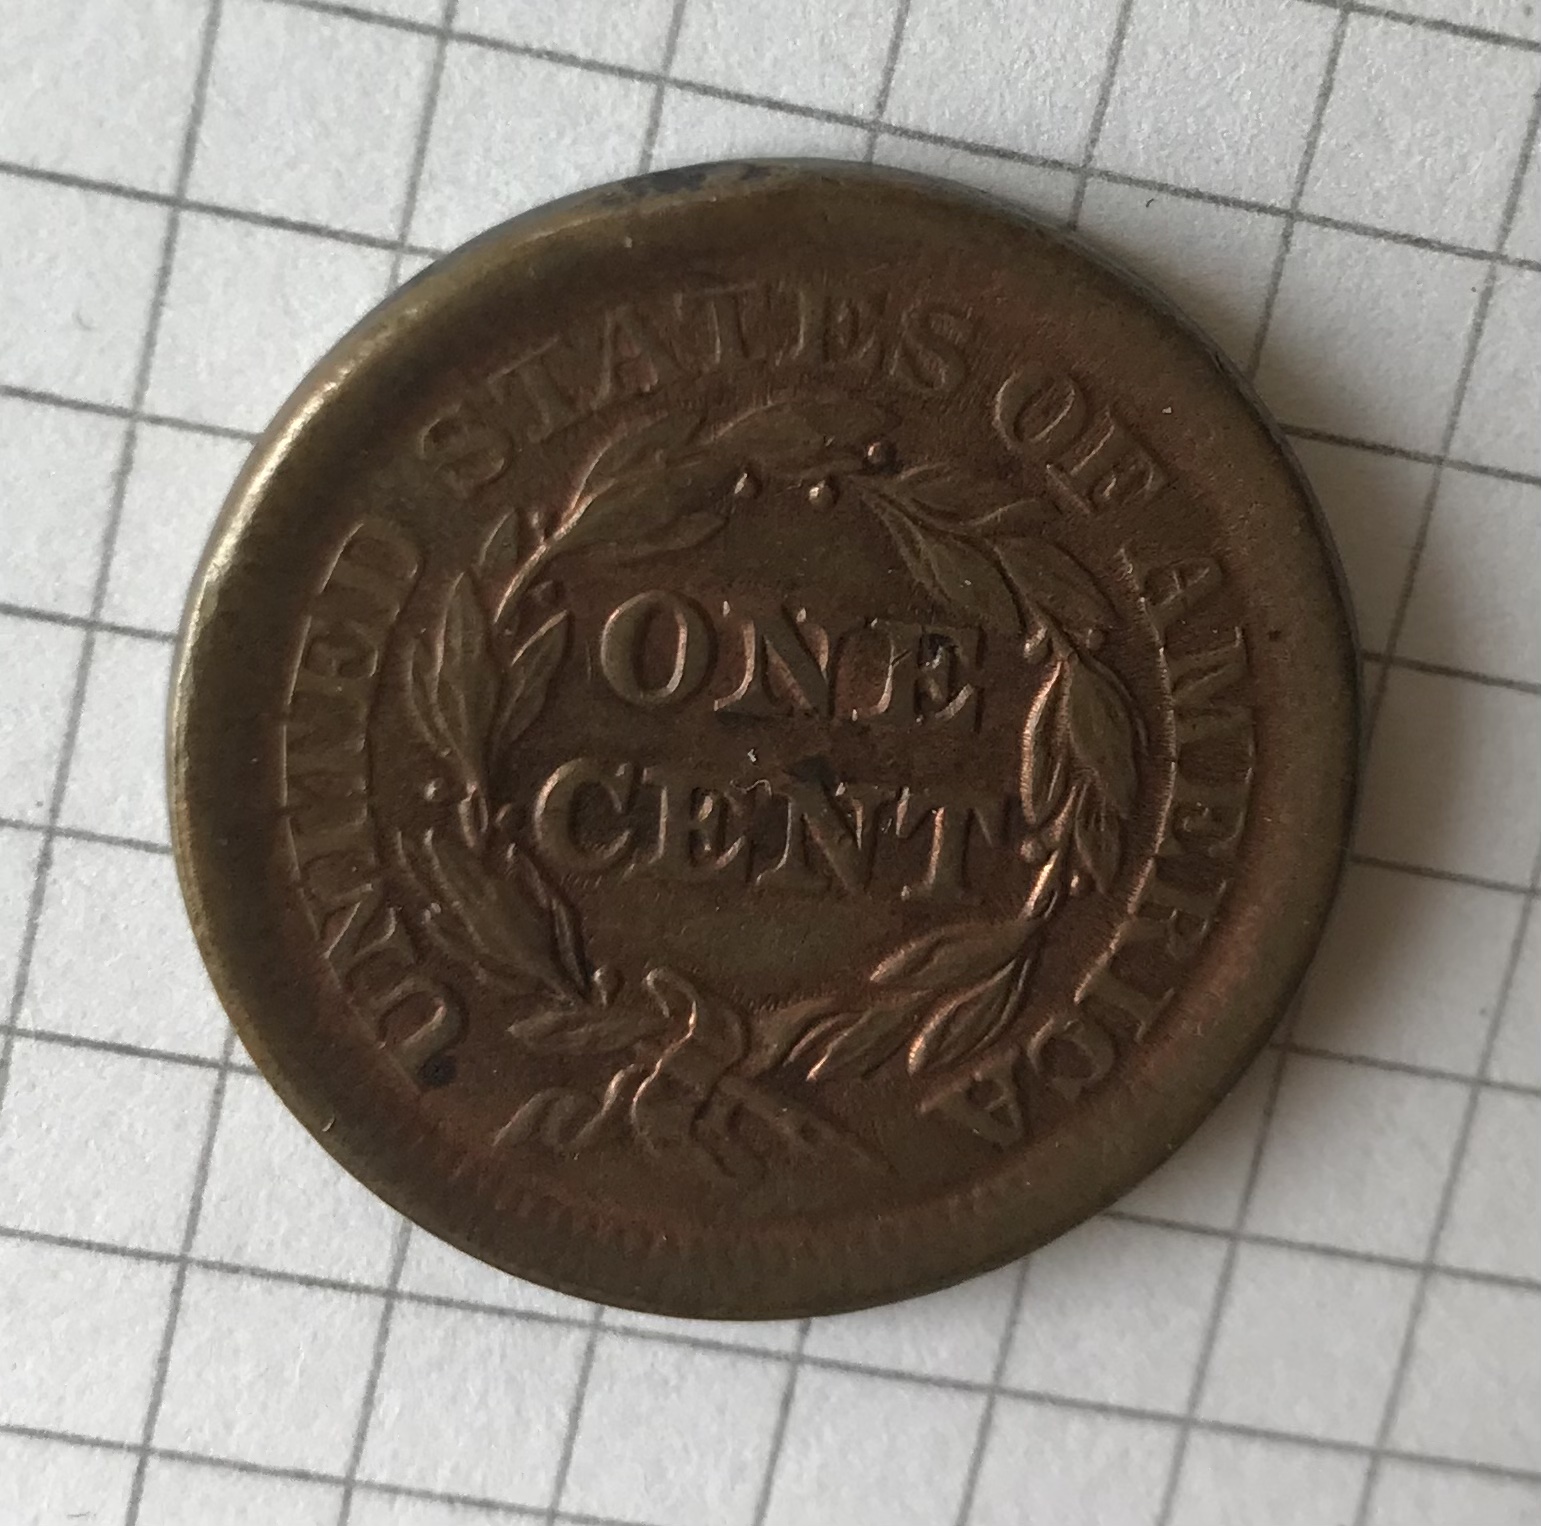 UNITED STATES OF AMERICA
ONE
CENT